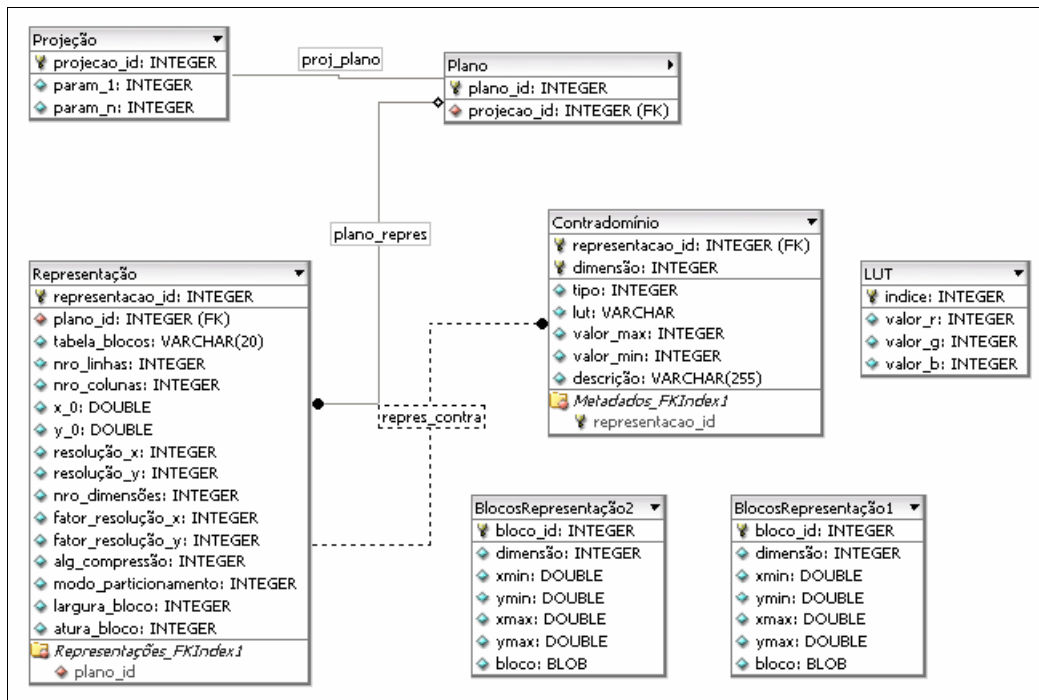 Projeção
projecao_id: INTEGER
param_1: INTEGER
param_n: INTEGER
proj_plano
Plano
plano_id: INTEGER
projecao_id: INTEGER (FK)
plano_repres
Representação
representacao_id: INTEGER
plano_id: INTEGER (FK)
tabela_blocos: VARCHAR(20)
nro_linhas: INTEGER
nro_colunas: INTEGER
x_0: DOUBLE
y_0: DOUBLE
resolução_x: INTEGER
resolução_y: INTEGER
nro_dimensões: INTEGER
fator_resolução_x: INTEGER
fator_resolução_y: INTEGER
alg_compressão: INTEGER
modo_particionamento: INTEGER
largura_bloco: INTEGER
atura_bloco: INTEGER
Representações_FKIndex1
plano_id
repres_contra
Contradomínio
representacao_id: INTEGER (FK)
dimensão: INTEGER
tipo: INTEGER
lut: VARCHAR
valor_max: INTEGER
valor_min: INTEGER
descrição: VARCHAR(255)
Metadados_FKIndex1
representacao_id
LUT
indice: INTEGER
valor_r: INTEGER
valor_g: INTEGER
valor_b: INTEGER
BlocosRepresentação2
bloco_id: INTEGER
dimensão: INTEGER
xmin: DOUBLE
ymin: DOUBLE
xmax: DOUBLE
ymax: DOUBLE
bloco: BLOB
BlocosRepresentação1
bloco_id: INTEGER
dimensão: INTEGER
xmin: DOUBLE
ymin: DOUBLE
xmax: DOUBLE
ymax: DOUBLE
bloco: BLOB